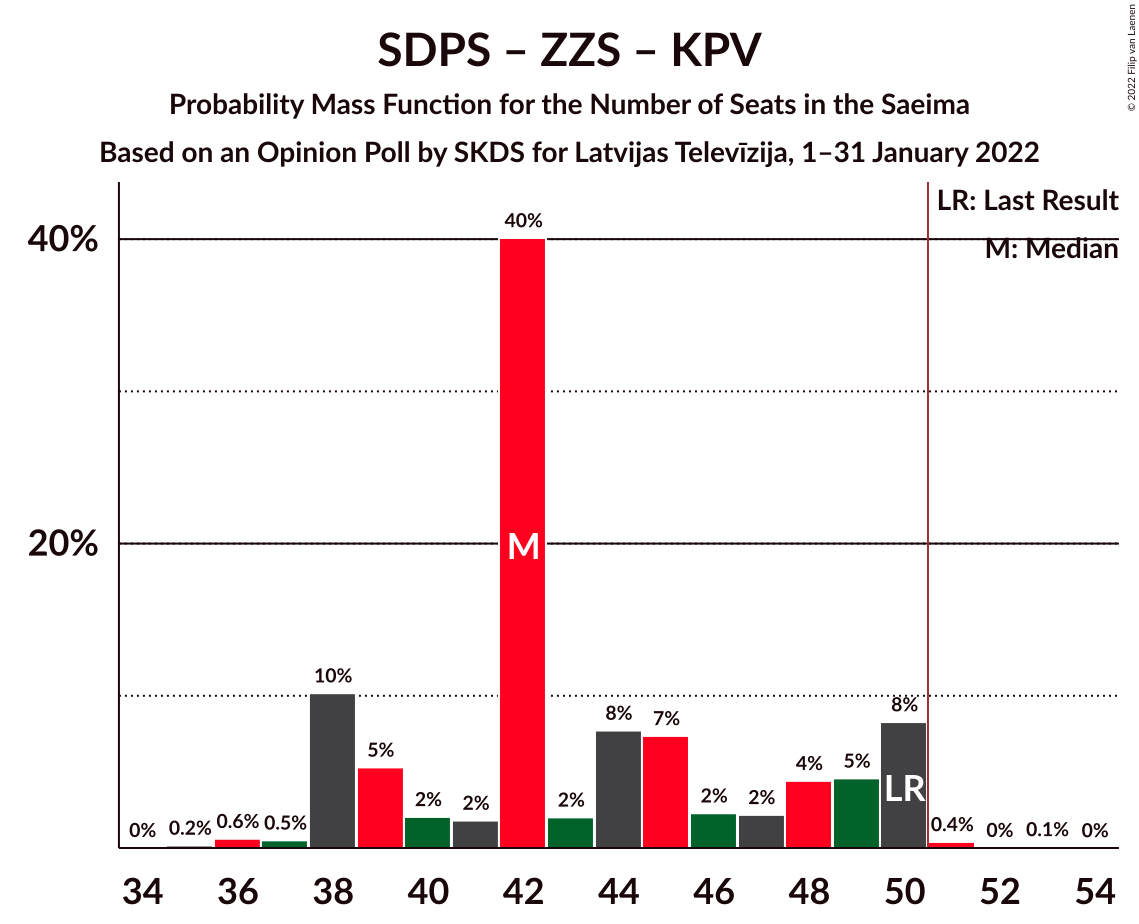 SDPS – ZZS – KPV
Probability Mass Function for the Number of Seats in the Saeima
Based on an Opinion Poll by SKDS for Latvijas Televīzija, 1–31 January 2022
© 2022 Filip van Laenen
LR: Last Result
M: Median
40%
20%
0%
0.2%
0.6%
0.5%
10%
5%
2%
2%
40%
M
2%
8%
7%
2%
2%
4%
5%
8%
LR
0.4%
0%
0.1%
0%
34 36 38 40 42 44 46 48 50 52 54